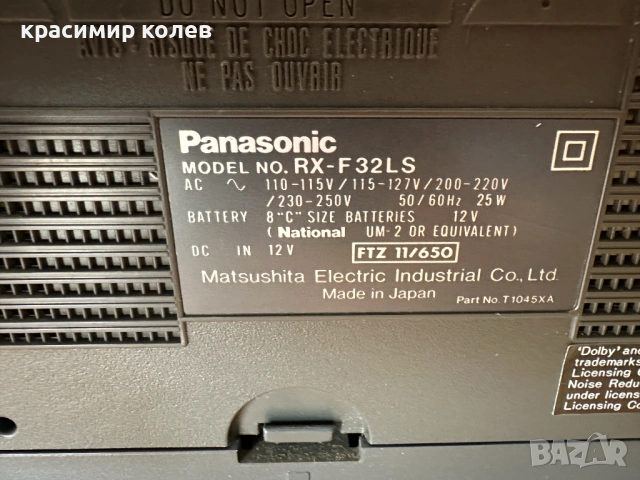 DO NOT OPEN
красимир колев
AVIS - RISQUE DE CHOC ELECTRIQUE
NE PAS OUVRIR
Panasonic
MODEL NO. RX-F32LS
AC ∿ 110-115V/115-127V/200-220V
/230-250V 50/60Hz 25W
BATTERY 8 "C" SIZE BATTERIES 12V
(National UM-2 OR EQUIVALENT)
DC IN 12V FTZ 11/650
Matsushita Electric Industrial Co., Ltd.
Made in Japan Part No. T1045XA
'Dolby' and
trademarks
Licensing
Noise Redu
under licens
Licensing Co
BAZAR